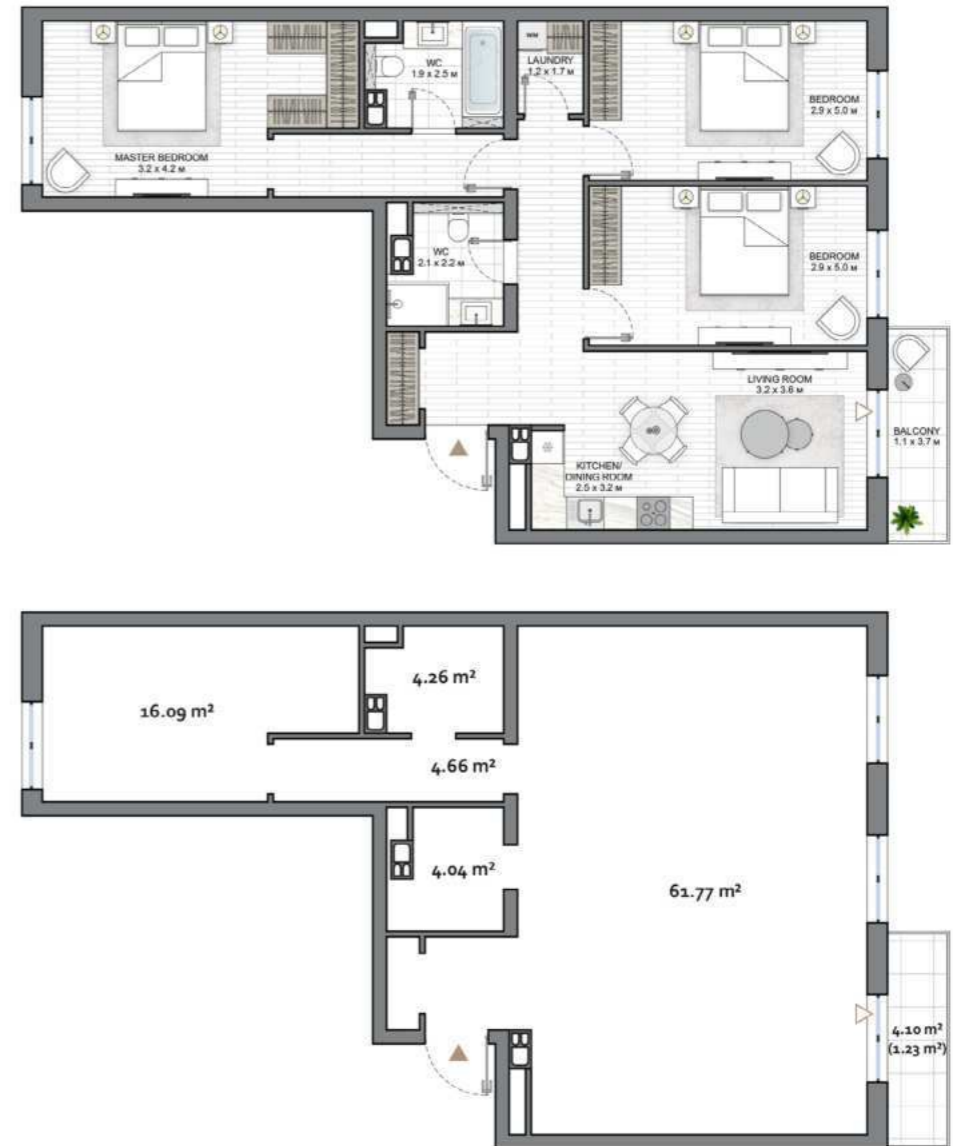 WC
1.9 x 2.5 м
WM
LAUNDRY
1.2 x 1.7 м
BEDROOM
2.9 x 5.0 м
MASTER BEDROOM
3.2 x 4.2 м
WC
2.1 x 2.2 м
BEDROOM
2.9 x 5.0 м
LIVING ROOM
3.2 x 3.6 м
BALCONY
1.1 x 3.7 м
KITCHEN/
DINING ROOM
2.5 x 3.2 м
4.26 m²
16.09 m²
4.66 m²
4.04 m²
61.77 m²
4.10 m²
(1.23 m²)